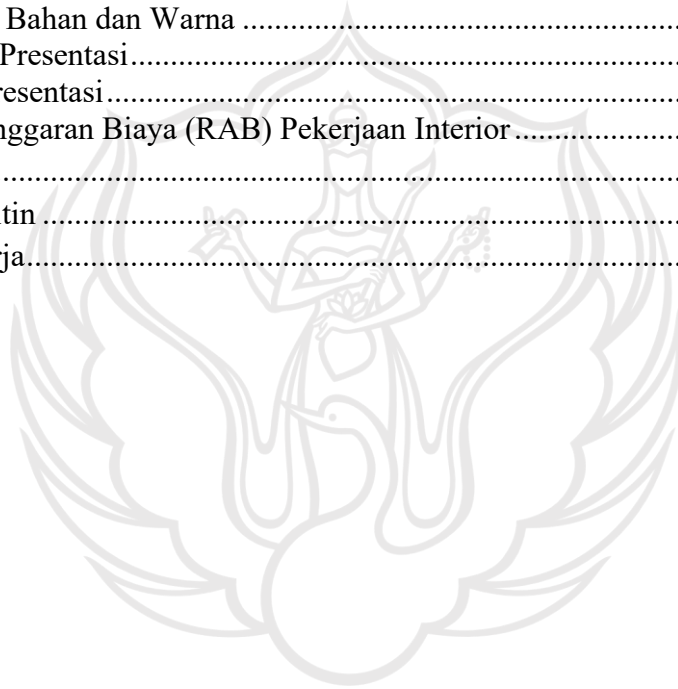 Bahan dan Warna ........................................................
Presentasi......................................................................
resentasi.........................................................................
nggaran Biaya (RAB) Pekerjaan Interior.....................
......................................................................................
tin .................................................................................
ja...................................................................................